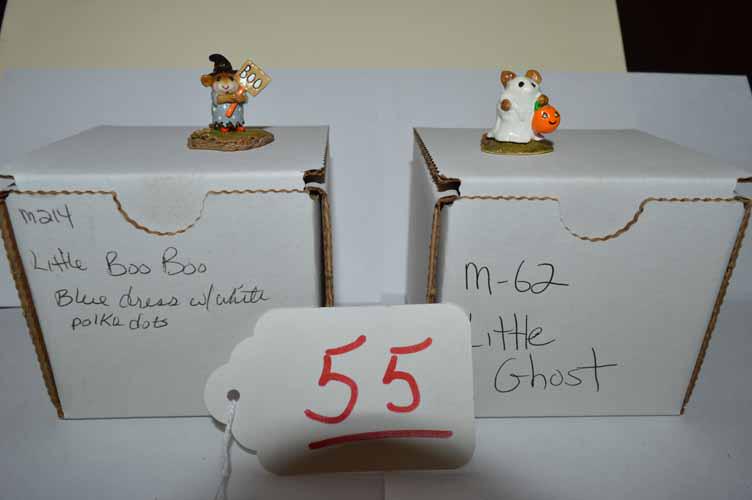 BOO
m214
Little Boo Boo
Blue dress w/white
polka dots
M-62
Little
Ghost
55